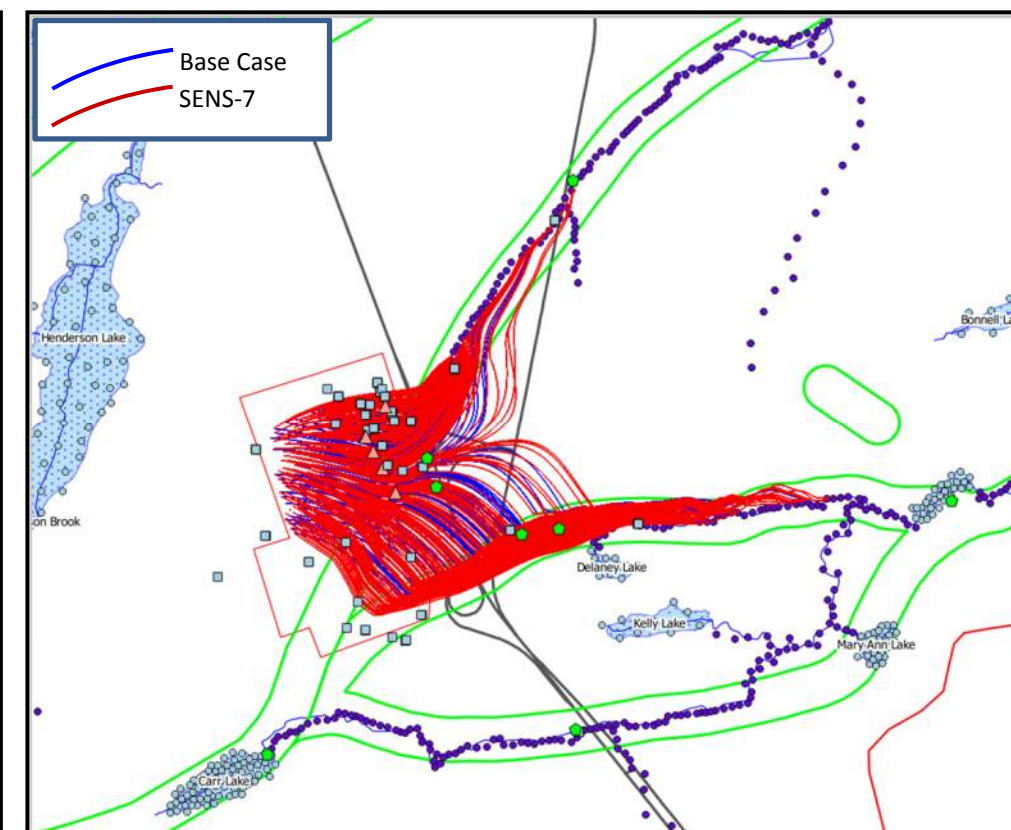 Base Case
SENS-7
Henderson Lake
Bonnell La
on Brook
Delaney Lake
Kelly Lake
Mary Ann Lake
Carr Lake